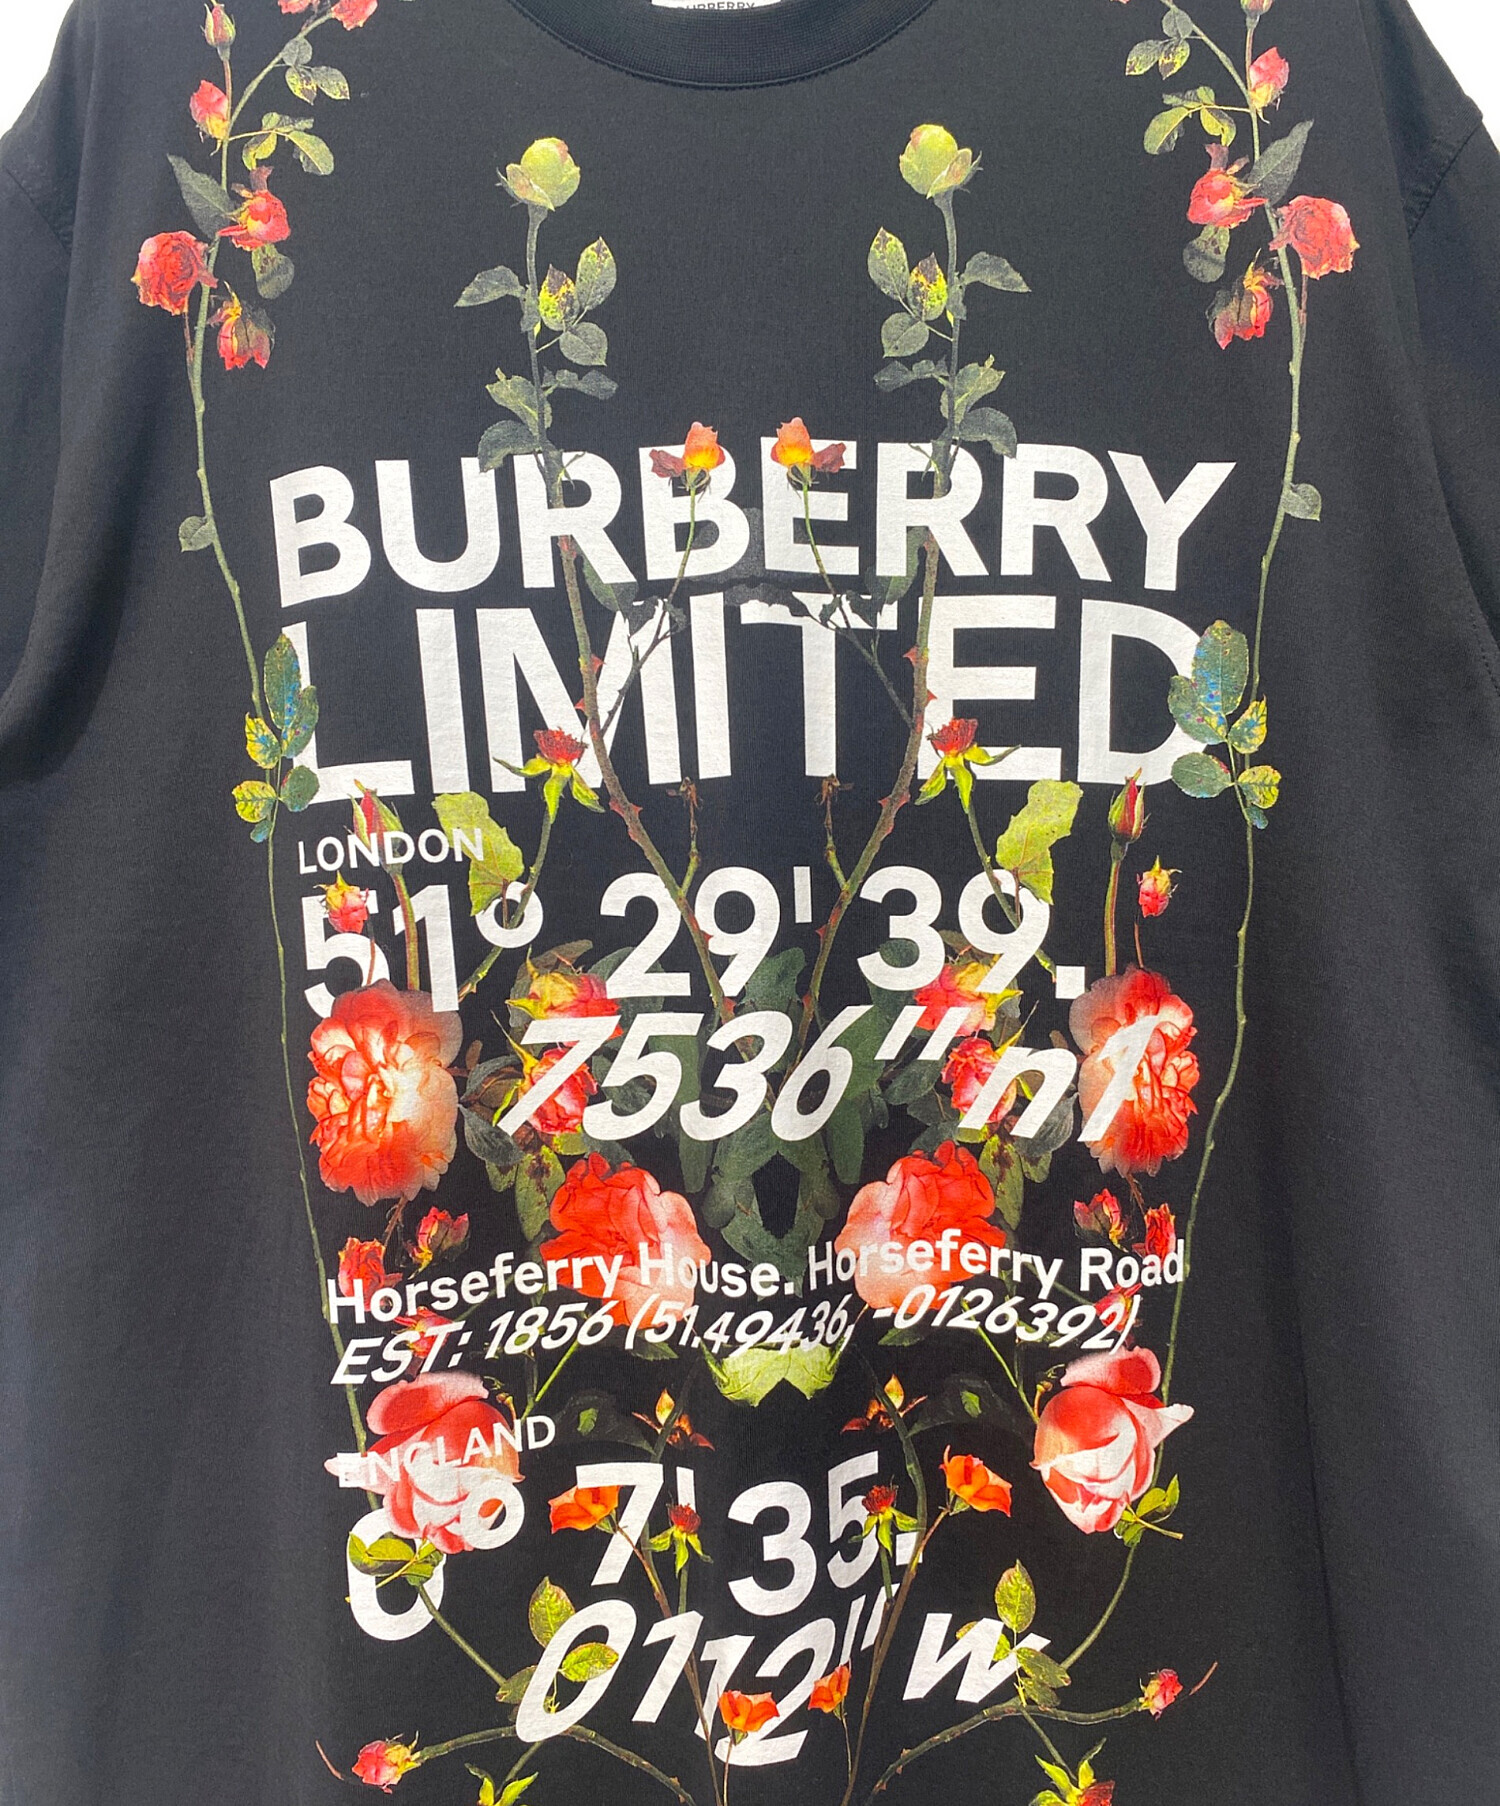 BURBERRY
BURBERRY
LIMITED
LONDON
51° 29' 39.
7536"n1
Horseferry House. Horseferry Road
EST: 1856 (51.49436, -0126392)
ENGLAND
0° 7' 35.
0112"w